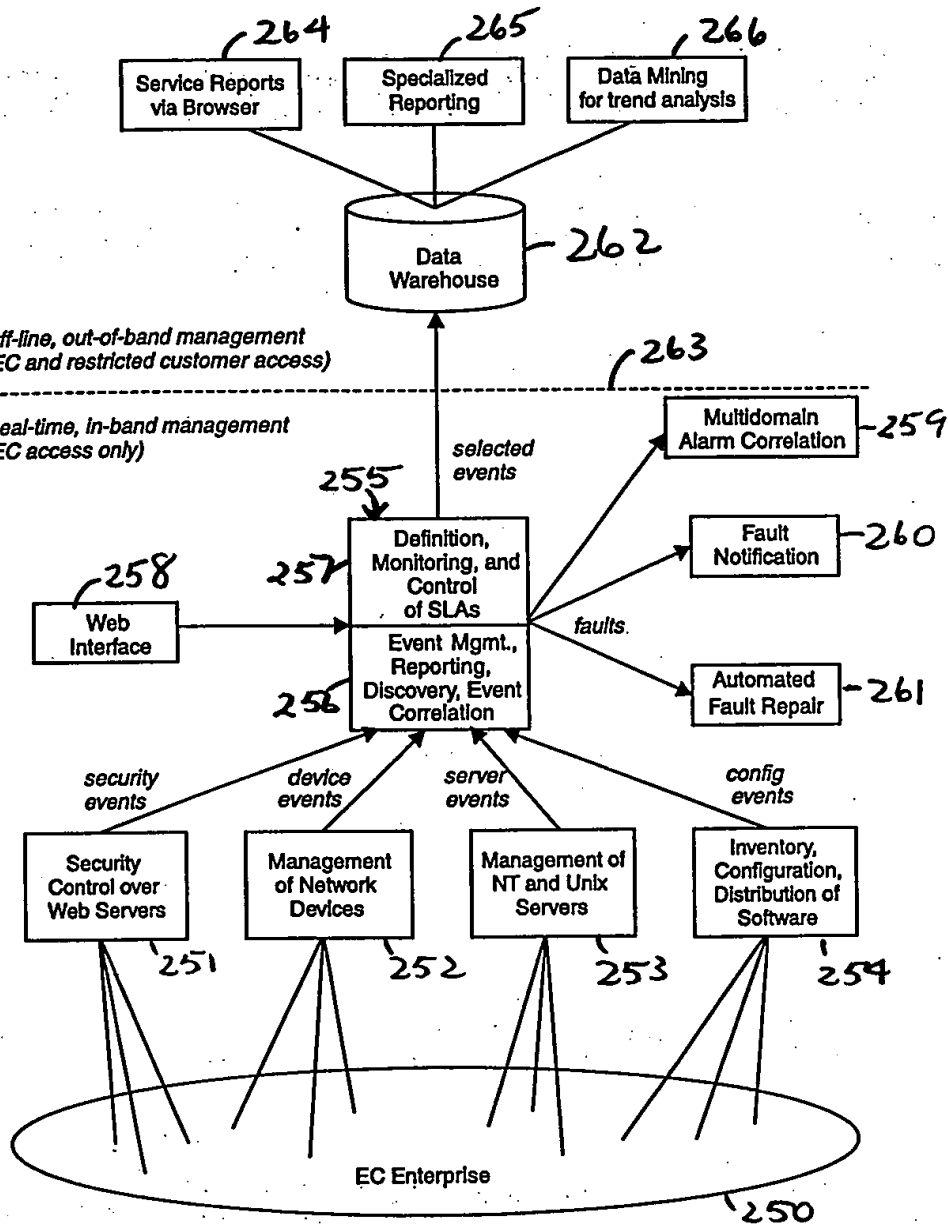 264
265
266
Service Reports
via Browser
Specialized
Reporting
Data Mining
for trend analysis
Data
Warehouse
262
ff-line, out-of-band management
EC and restricted customer access)
263
eal-time, in-band management
EC access only)
Multidomain
Alarm Correlation
259
selected
events
255
257
Definition,
Monitoring, and
Control
of SLAs
Fault
Notification
260
258
Web
Interface
faults.
256
Event Mgmt.,
Reporting,
Discovery, Event
Correlation
Automated
Fault Repair
261
security
events
device
events
server
events
config
events
Security
Control over
Web Servers
Management
of Network
Devices
Management of
NT and Unix
Servers
Inventory,
Configuration,
Distribution of
Software
251
252
253
254
EC Enterprise
250